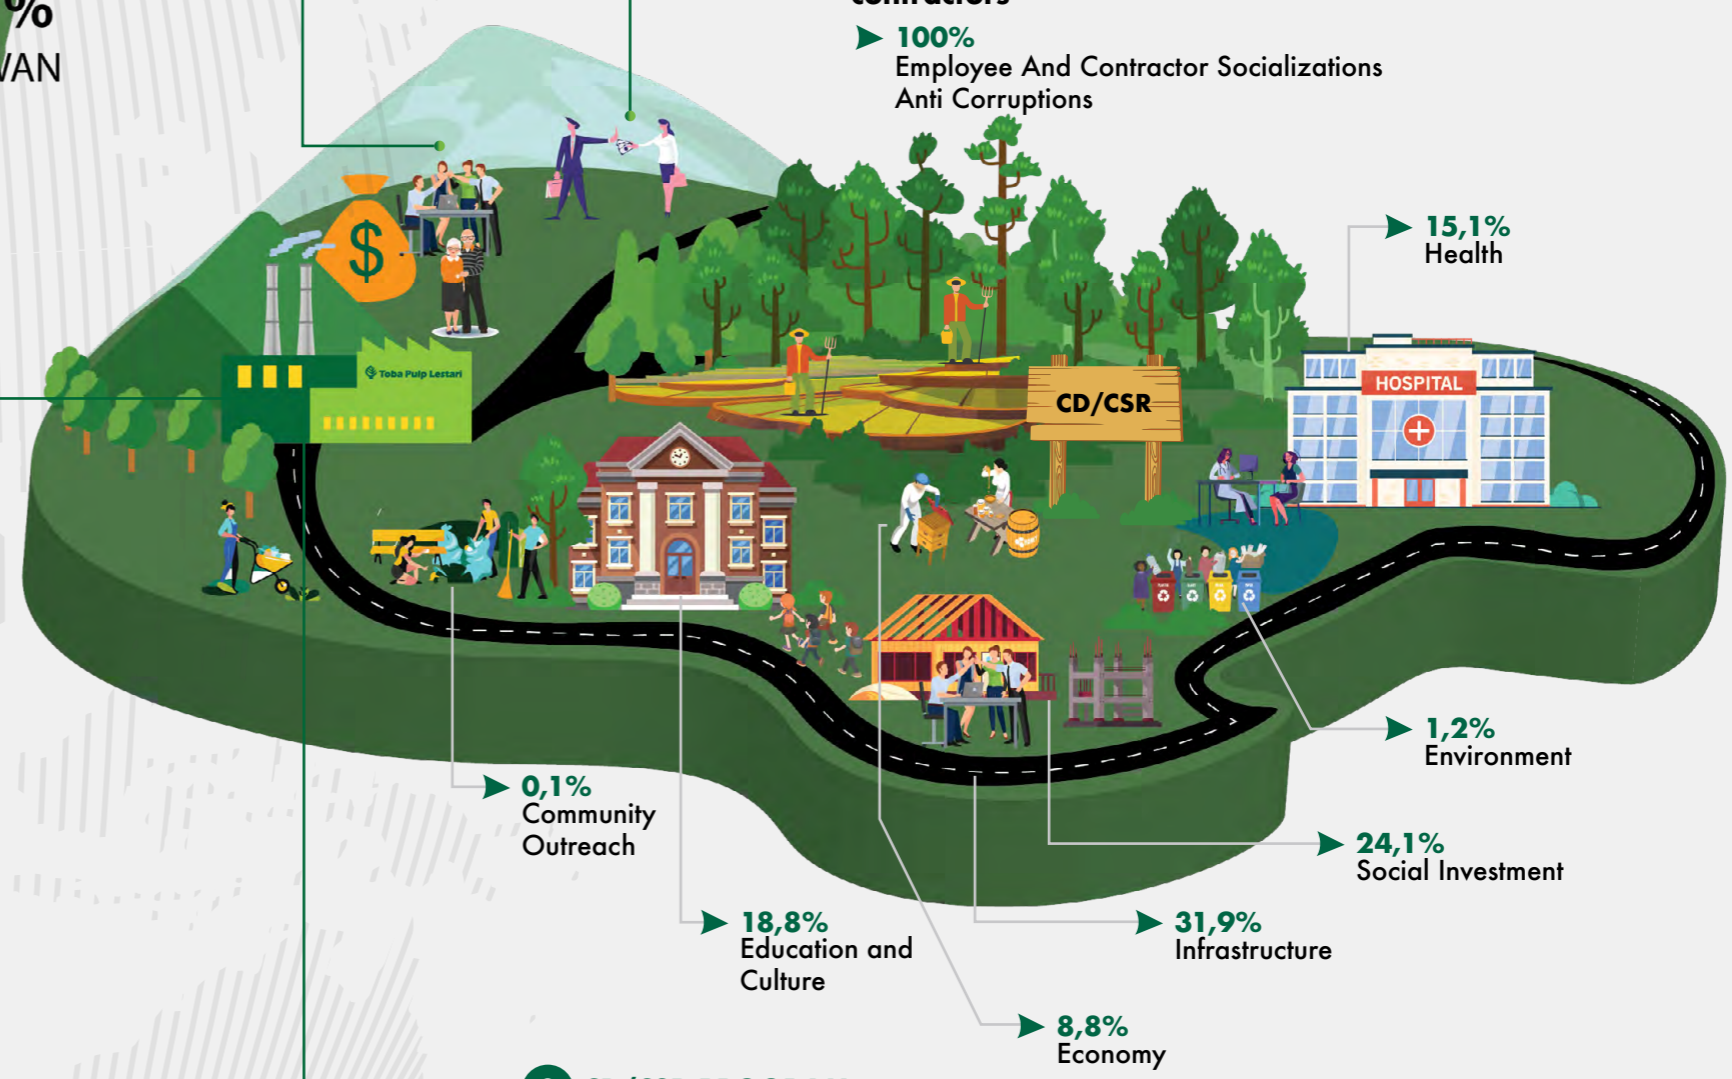 %
contractors
100%
Employee And Contractor Socializations
Anti Corruptions
15,1%
Health
$
Toba Pulp Lestari
HOSPITAL
CD/CSR
1,2%
Environment
0,1%
Community
Outreach
24,1%
Social Investment
18,8%
Education and
Culture
31,9%
Infrastructure
8,8%
Economy